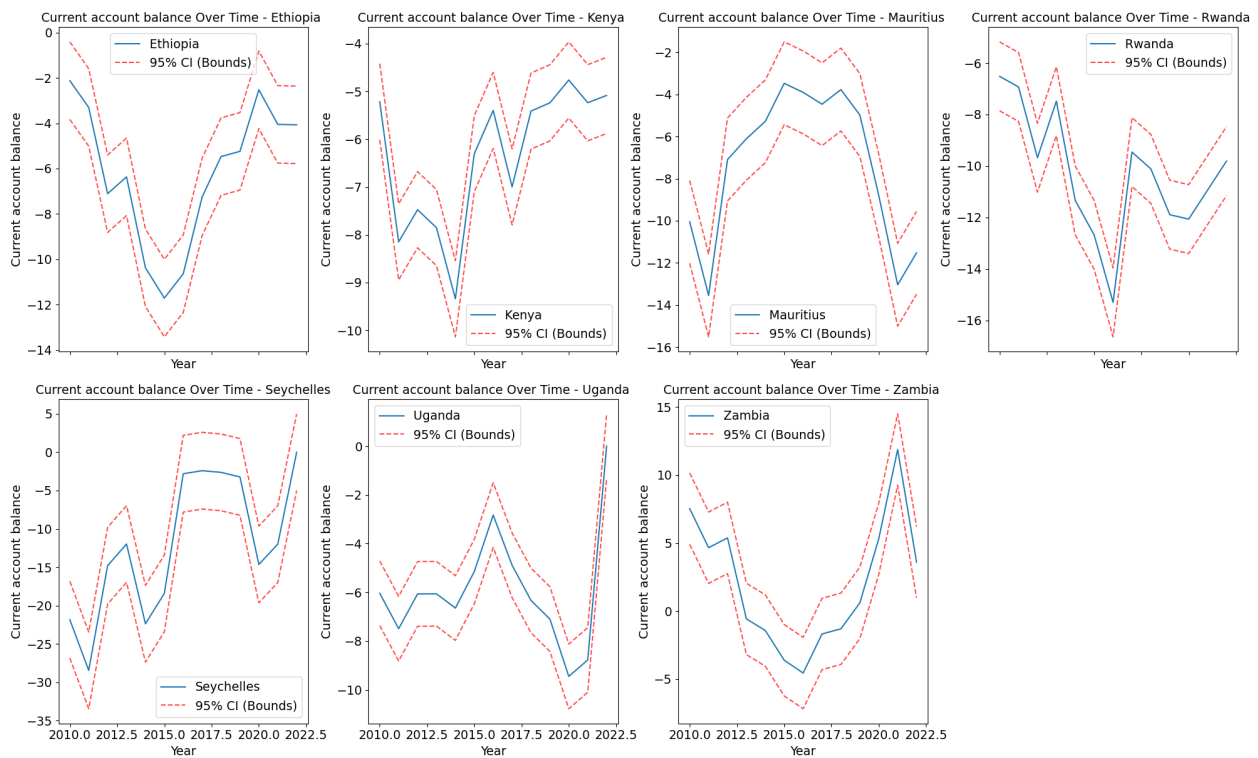 Current account balance Over Time - Ethiopia
Current account balance
0
−2
−4
−6
−8
−10
−12
−14
Ethiopia
95% CI (Bounds)
Year
Current account balance Over Time - Kenya
Current account balance
−4
−5
−6
−7
−8
−9
−10
Kenya
95% CI (Bounds)
Year
Current account balance Over Time - Mauritius
Current account balance
−2
−4
−6
−8
−10
−12
−14
−16
Mauritius
95% CI (Bounds)
Year
Current account balance Over Time - Rwanda
Current account balance
−6
−8
−10
−12
−14
−16
Rwanda
95% CI (Bounds)
Year
Current account balance Over Time - Seychelles
Current account balance
5
0
−5
−10
−15
−20
−25
−30
−35
Seychelles
95% CI (Bounds)
2010.0 2012.5 2015.0 2017.5 2020.0 2022.5
Year
Current account balance Over Time - Uganda
Current account balance
0
−2
−4
−6
−8
−10
Uganda
95% CI (Bounds)
2010.0 2012.5 2015.0 2017.5 2020.0 2022.5
Year
Current account balance Over Time - Zambia
Current account balance
15
10
5
0
−5
Zambia
95% CI (Bounds)
2010.0 2012.5 2015.0 2017.5 2020.0 2022.5
Year